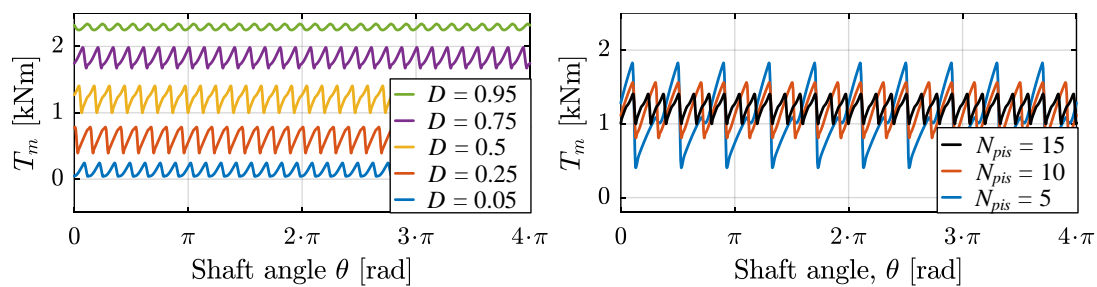 T_m [kNm]
2
1
0
D = 0.95
D = 0.75
D = 0.5
D = 0.25
D = 0.05
0 π 2·π 3·π 4·π
Shaft angle θ [rad]
T_m [kNm]
2
1
0
N_pis = 15
N_pis = 10
N_pis = 5
0 π 2·π 3·π 4·π
Shaft angle, θ [rad]